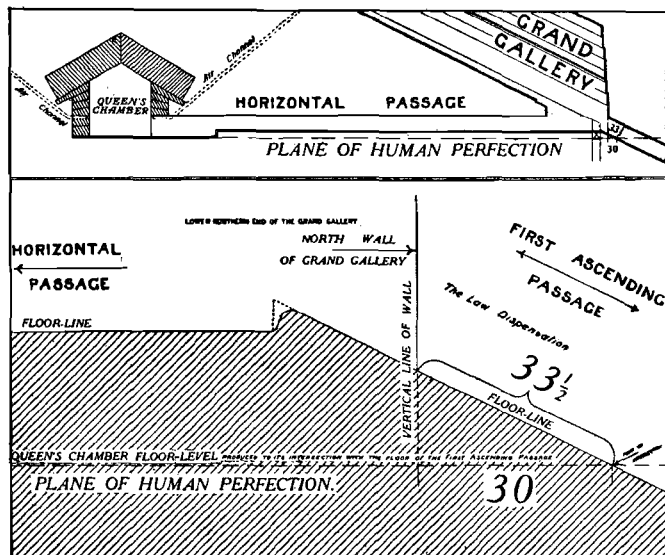 GRAND
GALLERY
Air Channel
Air Channel
QUEEN'S
CHAMBER
HORIZONTAL PASSAGE
33
30
PLANE OF HUMAN PERFECTION
LOWER NORTHERN END OF THE GRAND GALLERY
HORIZONTAL
PASSAGE
NORTH WALL
OF GRAND GALLERY
FIRST ASCENDING
PASSAGE
The Law Dispensation
FLOOR-LINE
VERTICAL LINE OF WALL
33 1/2
FLOOR-LINE
QUEEN'S CHAMBER FLOOR-LEVEL PRODUCED TO ITS INTERSECTION WITH THE FLOOR OF THE FIRST ASCENDING PASSAGE
PLANE OF HUMAN PERFECTION.
30